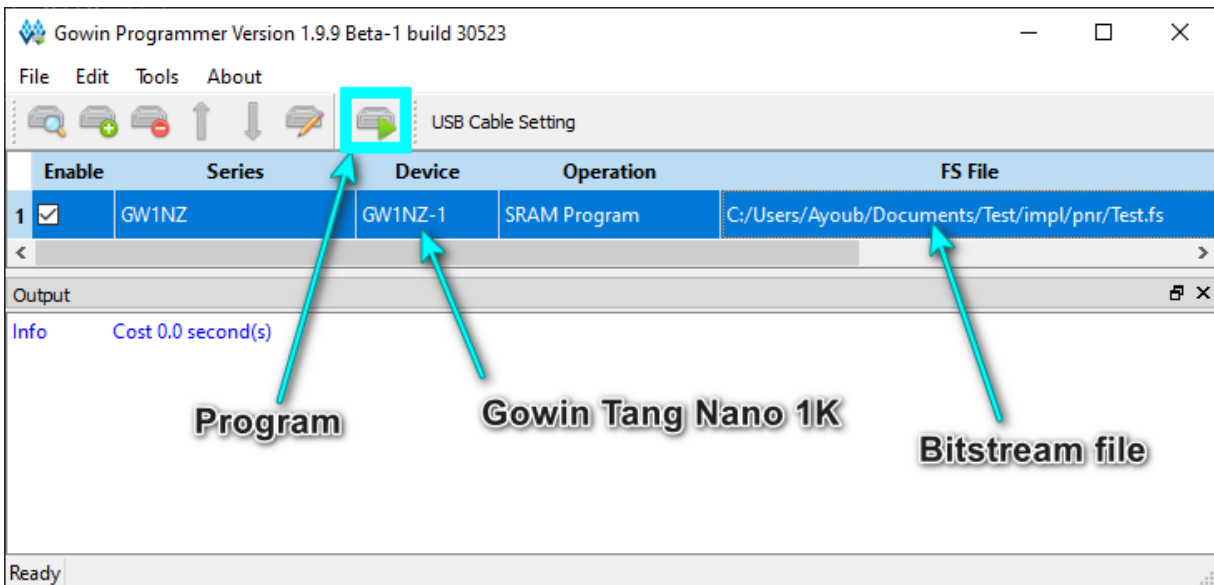 Gowin Programmer Version 1.9.9 Beta-1 build 30523
File Edit Tools About
USB Cable Setting
Enable Series Device Operation FS File
1 GW1NZ GW1NZ-1 SRAM Program C:/Users/Ayoub/Documents/Test/impl/pnr/Test.fs
Output
Info Cost 0.0 second(s)
Program
Gowin Tang Nano 1K
Bitstream file
Ready